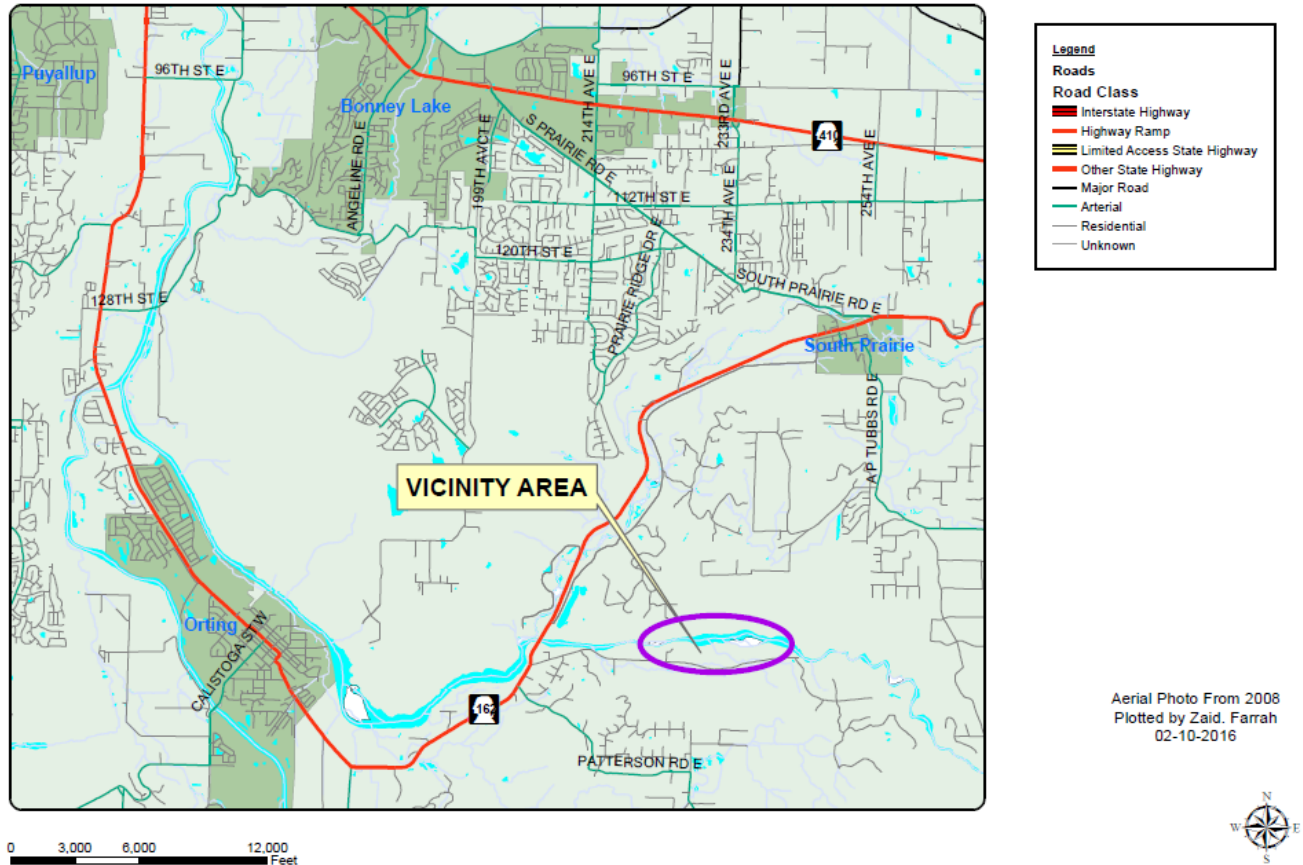 Puyallup
96TH ST E
Bonney Lake
ANGELINE RD E
199TH AVCT E
S PRAIRIE RD E
214TH AVE E
96TH ST E
233RD AVE E
410
254TH AVE E
112TH ST E
234TH AVE E
120TH ST E
PRAIRIE RIDGE DR E
SOUTH PRAIRIE RD E
128TH ST E
South Prairie
A P TUBBS RD E
VICINITY AREA
Orting
CALISTOGA ST W
162
PATTERSON RD E
Legend
Roads
Road Class
Interstate Highway
Highway Ramp
Limited Access State Highway
Other State Highway
Major Road
Arterial
Residential
Unknown
Aerial Photo From 2008
Plotted by Zaid. Farrah
02-10-2016
N
W E
S
0 3,000 6,000 12,000
Feet